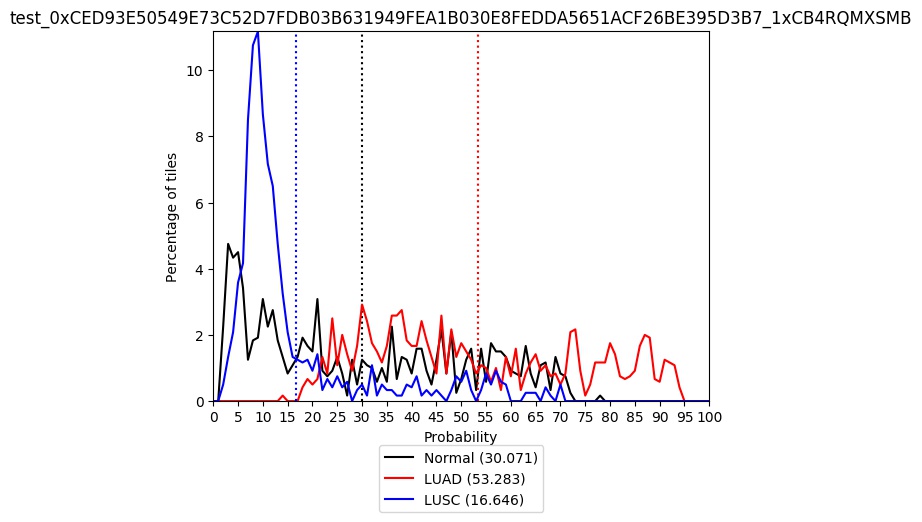 test_0xCED93E50549E73C52D7FDB03B631949FEA1B030E8FEDDA5651ACF26BE395D3B7_1xCB4RQMXSMB
10
8
6
4
2
0
Percentage of tiles
0 5 10 15 20 25 30 35 40 45 50 55 60 65 70 75 80 85 90 95 100
Probability
Normal (30.071)
LUAD (53.283)
LUSC (16.646)